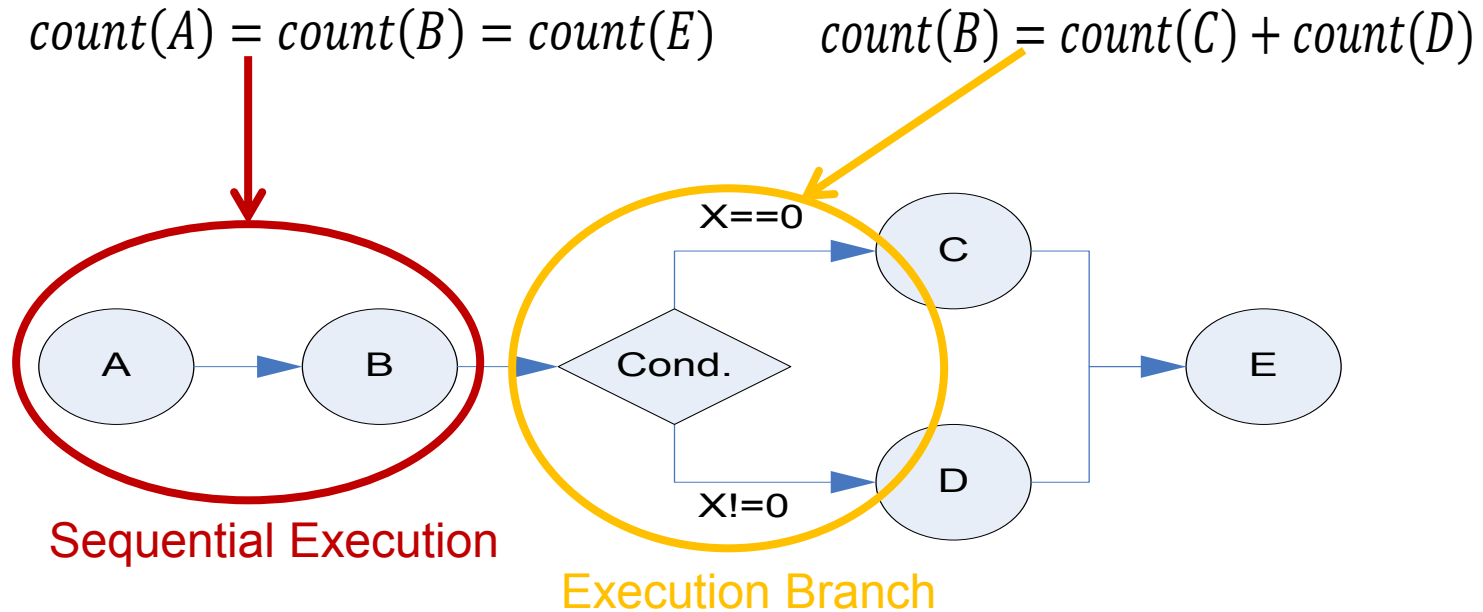 count(A) = count(B) = count(E)
count(B) = count(C) + count(D)
X==0
C
A
B
Cond.
E
D
X!=0
Sequential Execution
Execution Branch